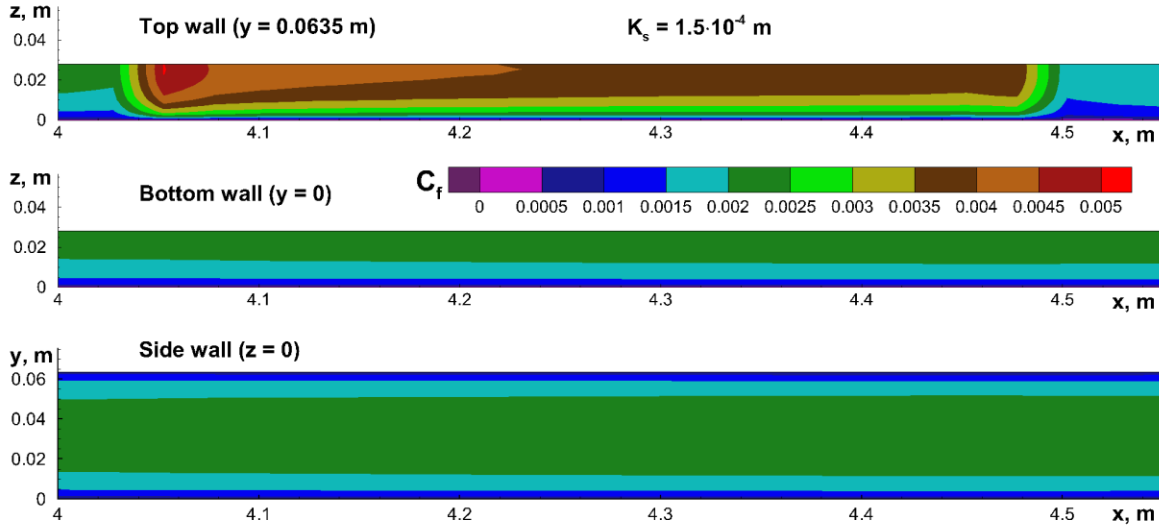 z, m
0.04
Top wall (y = 0.0635 m)
K_s = 1.5·10⁻⁴ m
0.02
0
4 4.1 4.2 4.3 4.4 4.5 x, m
z, m
0.04
Bottom wall (y = 0)
C_f
0 0.0005 0.001 0.0015 0.002 0.0025 0.003 0.0035 0.004 0.0045 0.005
0.02
0
4 4.1 4.2 4.3 4.4 4.5 x, m
Side wall (z = 0)
y, m
0.06
0.04
0.02
0
4 4.1 4.2 4.3 4.4 4.5 x, m